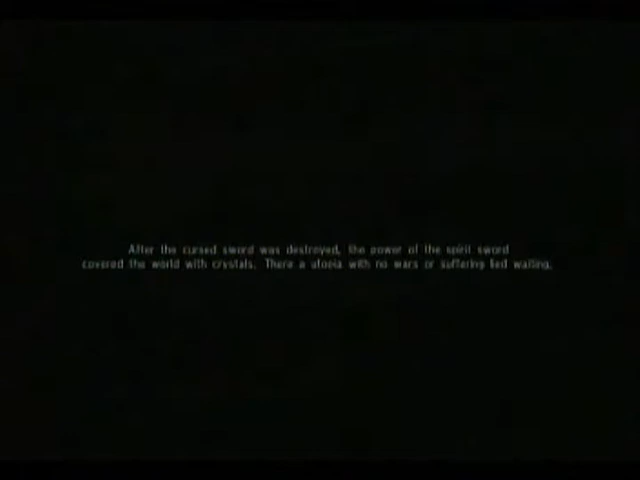 After the cursed sword was destroyed, the power of the spirit sword
covered the world with crystals. There a utopia with no wars or suffering lied waiting.